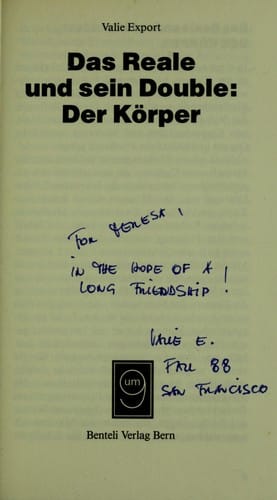 Valie Export
Das Reale
und sein Double:
Der Körper
FOR TERESA!
IN THE HOPE OF A
LONG FRIENDSHIP!
VALIE E.
FALL 88
SAN FRANCISCO
um
9
Benteli Verlag Bern